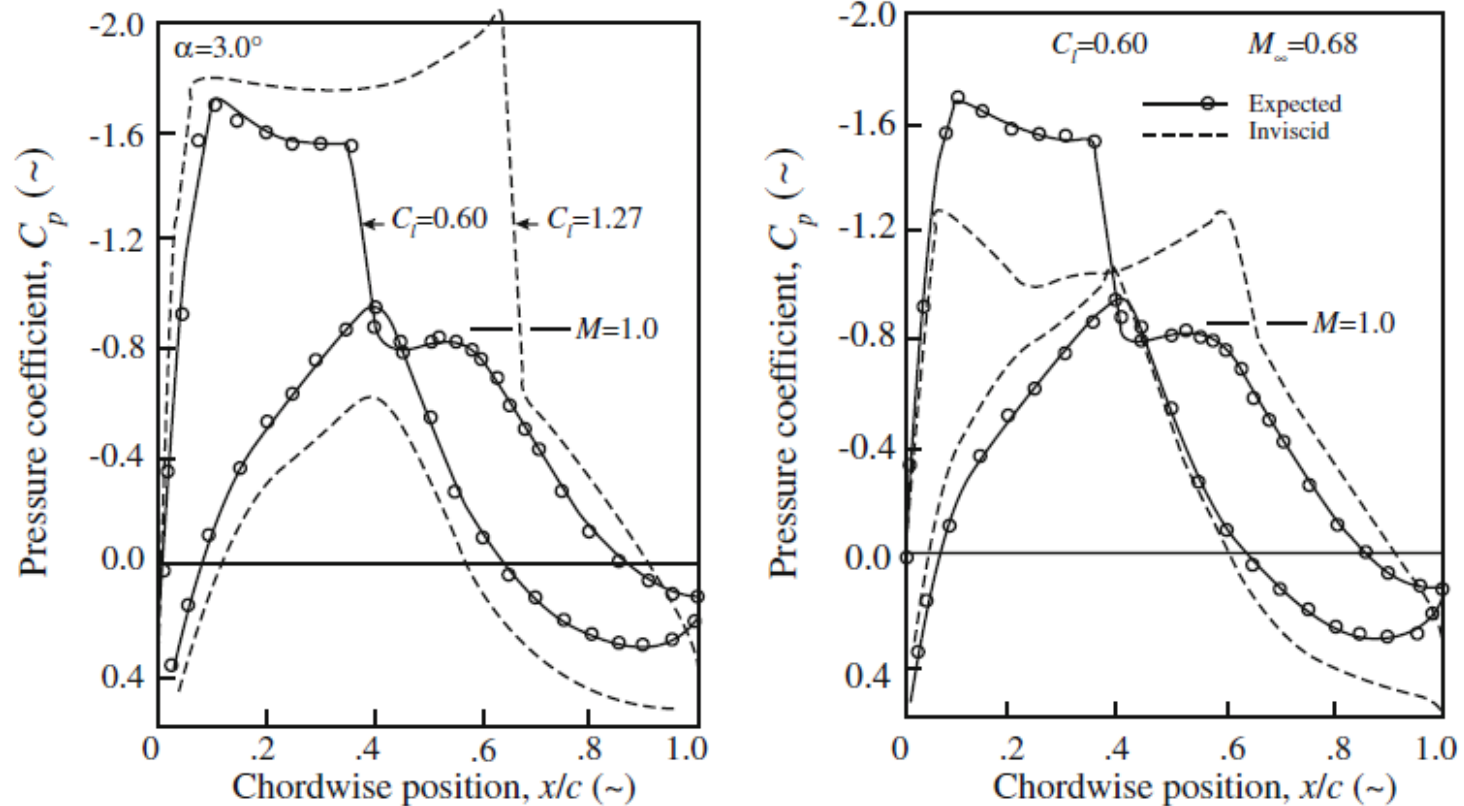 -2.0
α=3.0°
-1.6
-1.2
-0.8
-0.4
0.0
0.4
Pressure coefficient, C_p (~)
C_l=0.60
C_l=1.27
M=1.0
0 .2 .4 .6 .8 1.0
Chordwise position, x/c (~)
-2.0
C_l=0.60 M_∞=0.68
Expected
Inviscid
-1.6
-1.2
-0.8
-0.4
0.0
0.4
Pressure coefficient, C_p (~)
M=1.0
0 .2 .4 .6 .8 1.0
Chordwise position, x/c (~)